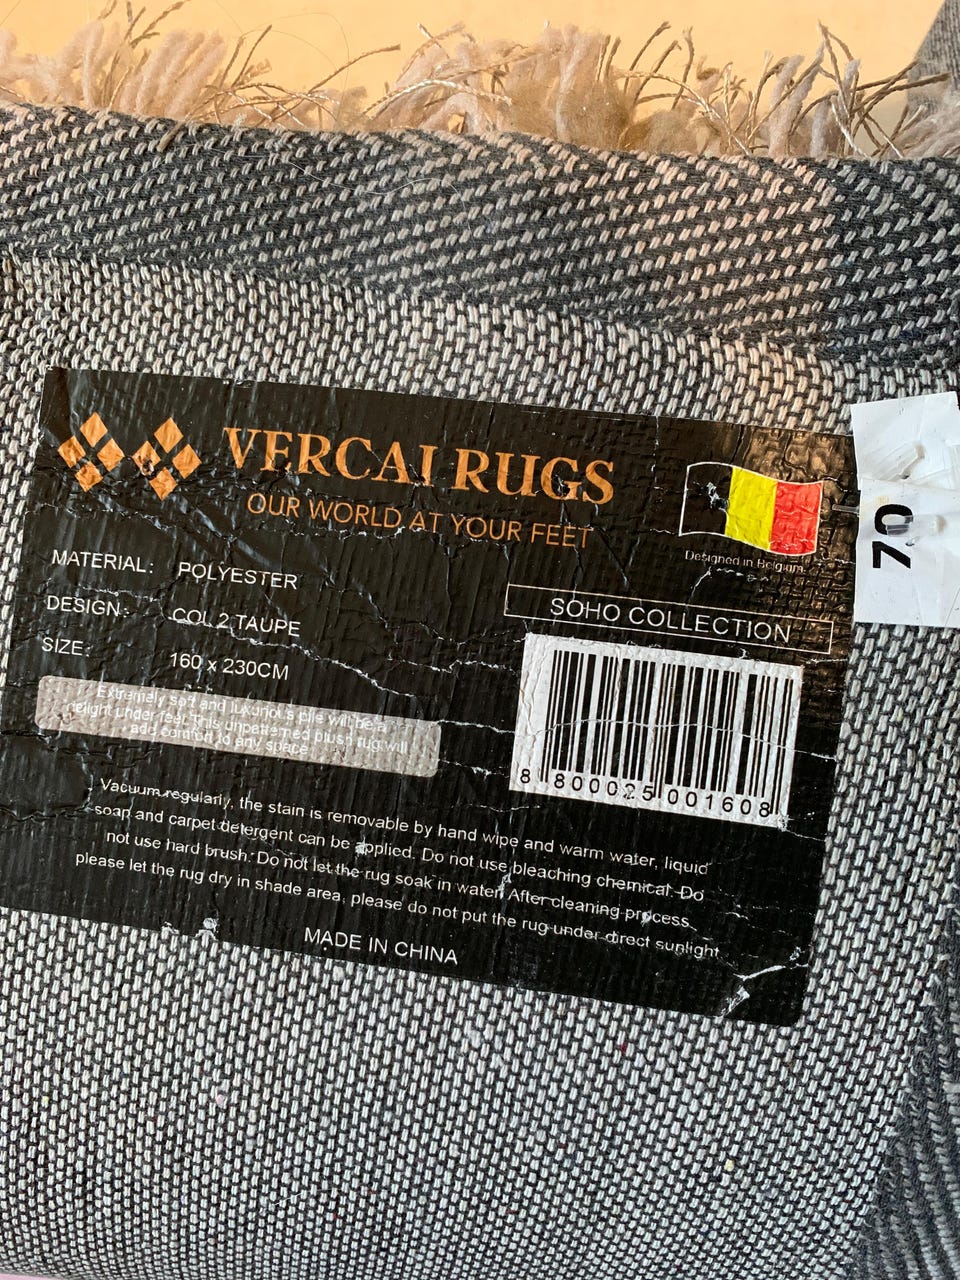 VERCAI RUGS
OUR WORLD AT YOUR FEET
Designed in Belgium
70
MATERIAL: POLYESTER
DESIGN: COL 2 TAUPE
SIZE: 160 x 230CM
SOHO COLLECTION
Extremely soft and luxurious pile will be a
delight under feet. This unpatterned plush rug will
add comfort to any space
8 800025 001608
Vacuum regularly, the stain is removable by hand wipe and warm water, liquid
soap and carpet detergent can be applied. Do not use bleaching chemical. Do
not use hard brush. Do not let the rug soak in water. After cleaning process,
please let the rug dry in shade area, please do not put the rug under direct sunlight
MADE IN CHINA